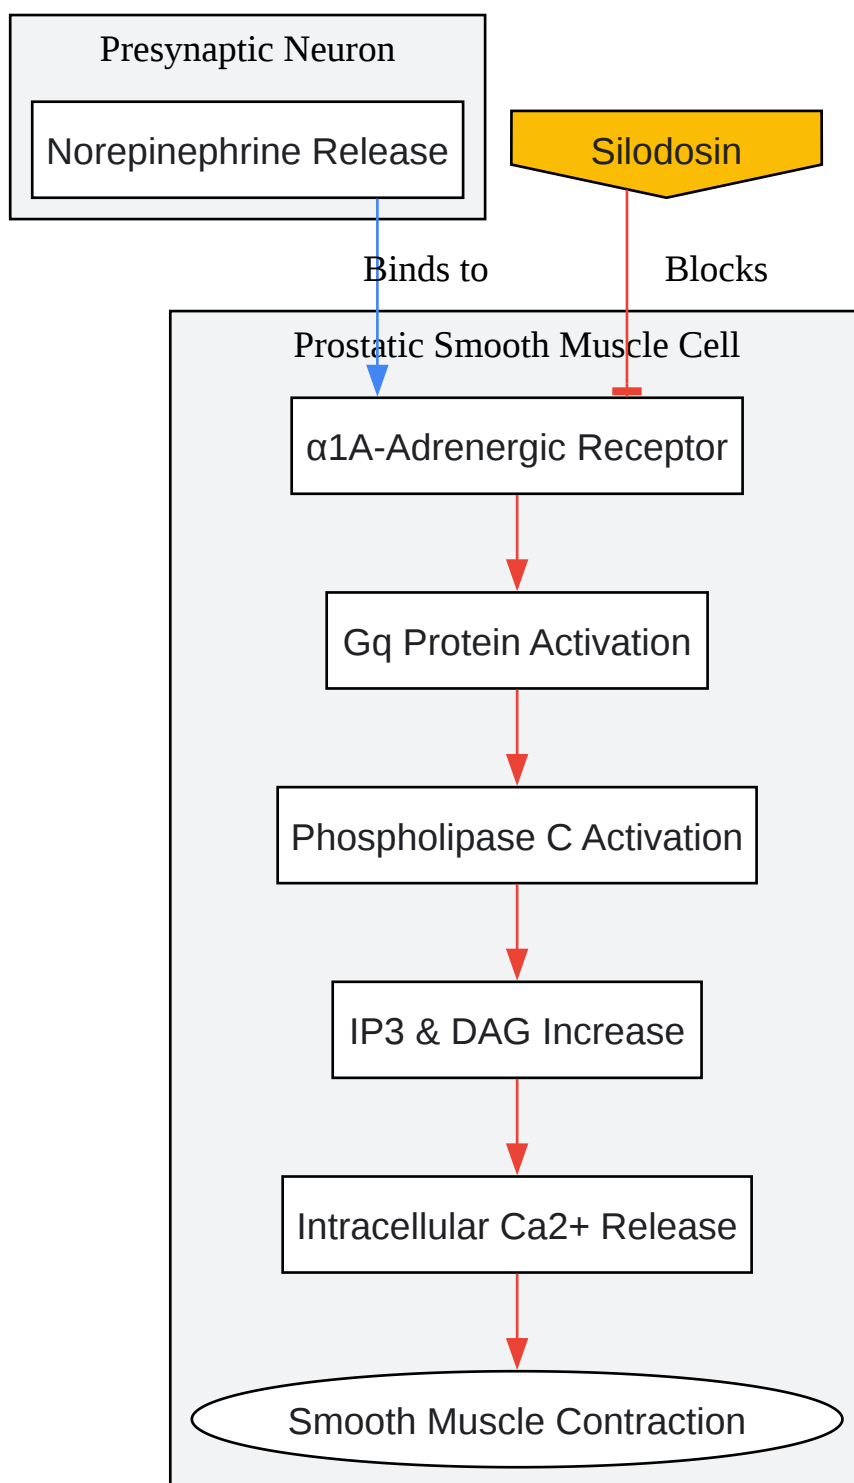 Presynaptic Neuron
Norepinephrine Release
Silodosin
Binds to
Blocks
Prostatic Smooth Muscle Cell
α1A-Adrenergic Receptor
Gq Protein Activation
Phospholipase C Activation
IP3 & DAG Increase
Intracellular Ca2+ Release
Smooth Muscle Contraction